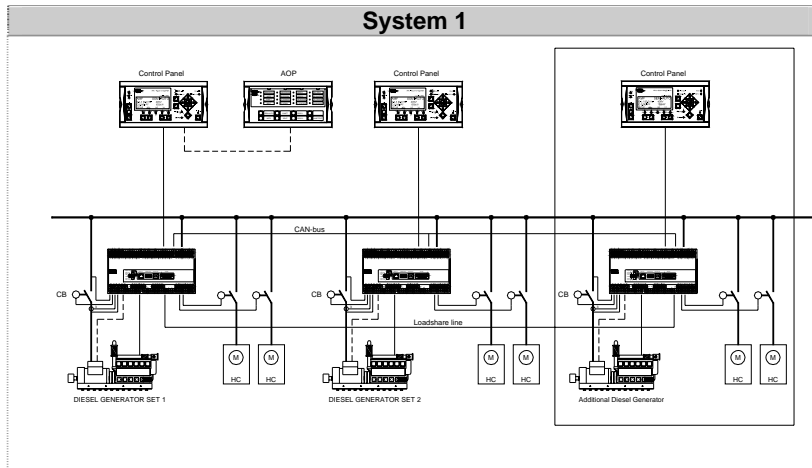 System 1
Control Panel
AOP
Control Panel
Control Panel
CAN-bus
CB
CB
CB
Loadshare line
M
M
M
M
M
M
HC
HC
HC
HC
HC
HC
DIESEL GENERATOR SET 1
DIESEL GENERATOR SET 2
Additional Diesel Generator